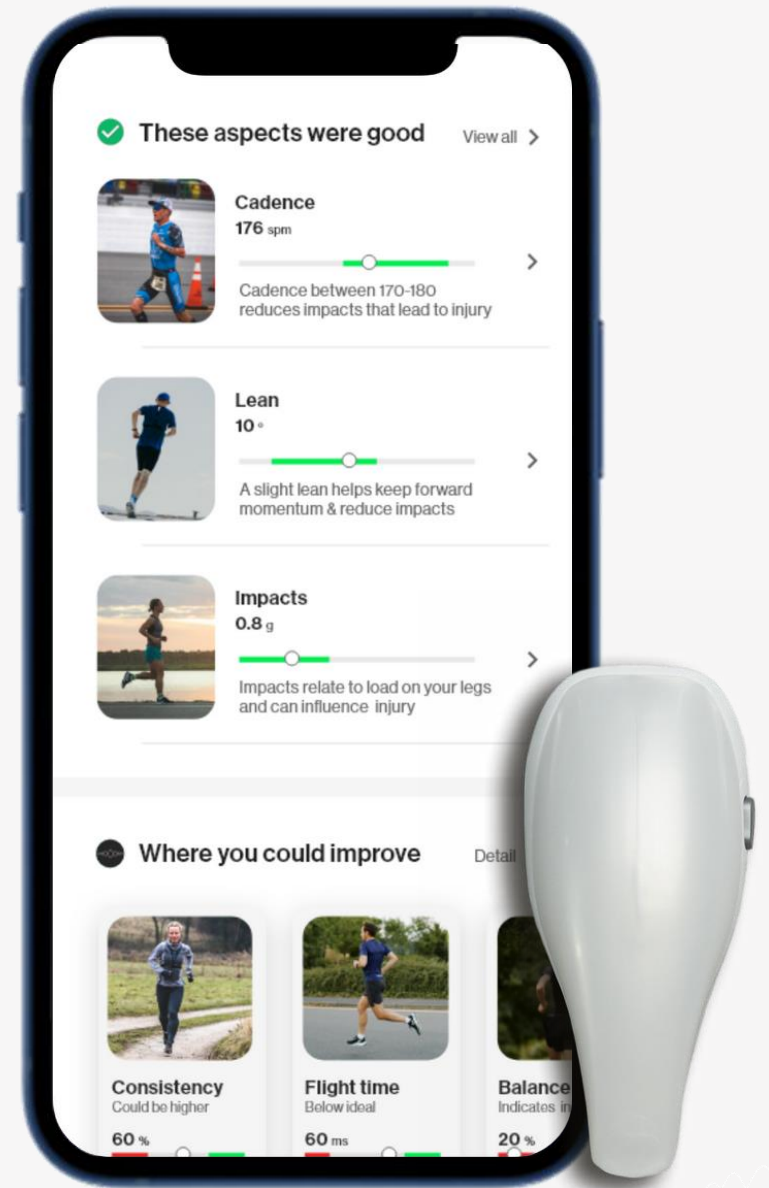 These aspects were good
View all
Cadence
176 spm
Cadence between 170-180
reduces impacts that lead to injury
Lean
10 °
A slight lean helps keep forward
momentum & reduce impacts
Impacts
0.8 g
Impacts relate to load on your legs
and can influence injury
Where you could improve
Detail
Consistency
Could be higher
60 %
Flight time
Below ideal
60 ms
Balance
Indicates
20 %